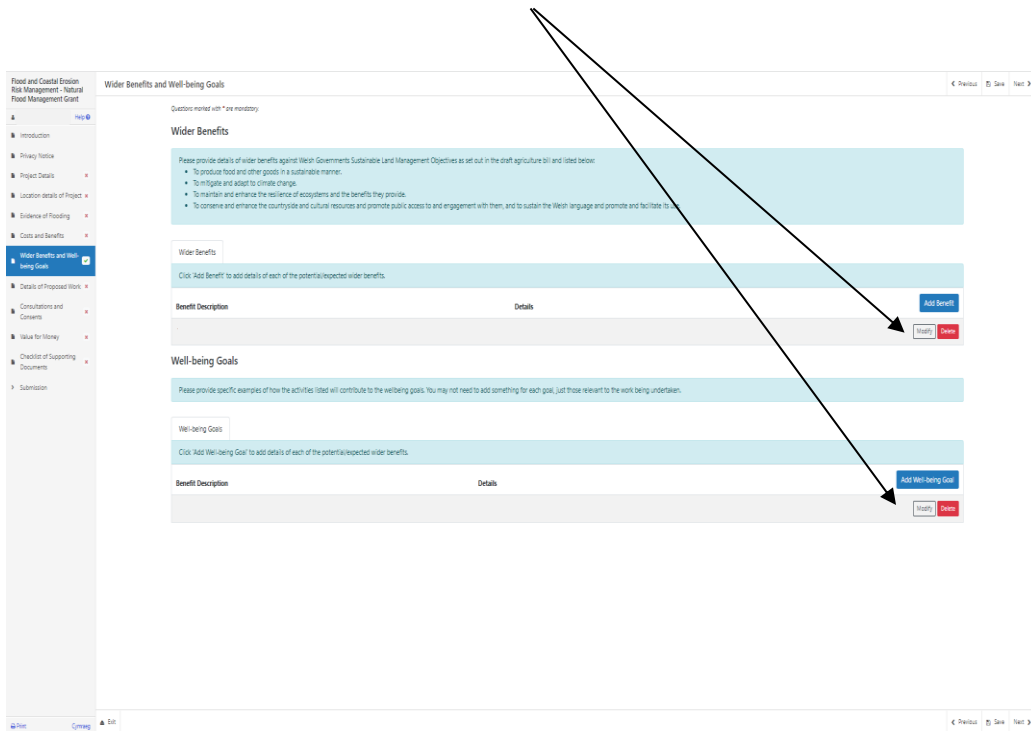 Flood and Coastal Erosion
Risk Management - Natural
Flood Management Grant
Help
Introduction
Privacy Notice
Project Details
Location details of Project
Evidence of Flooding
Costs and Benefits
Wider Benefits and Well-
being Goals
Details of Proposed Work
Consultations and
Consents
Value for Money
Checklist of Supporting
Documents
Submission
Print
Cymraeg
Wider Benefits and Well-being Goals
Previous
Save
Next
Questions marked with * are mandatory.
Wider Benefits
Please provide details of wider benefits against Welsh Governments Sustainable Land Management Objectives as set out in the draft agriculture bill and listed below:
• To produce food and other goods in a sustainable manner.
• To mitigate and adapt to climate change.
• To maintain and enhance the resilience of ecosystems and the benefits they provide.
• To conserve and enhance the countryside and cultural resources and promote public access to and engagement with them, and to sustain the Welsh language and promote and facilitate its use.
Wider Benefits
Click 'Add Benefit' to add details of each of the potential/expected wider benefits.
Benefit Description
Details
Add Benefit
Modify
Delete
Well-being Goals
Please provide specific examples of how the activities listed will contribute to the wellbeing goals. You may not need to add something for each goal, just those relevant to the work being undertaken.
Well-being Goals
Click 'Add Well-being Goal' to add details of each of the potential/expected wider benefits.
Benefit Description
Details
Add Well-being Goal
Modify
Delete
Exit
Previous
Save
Next